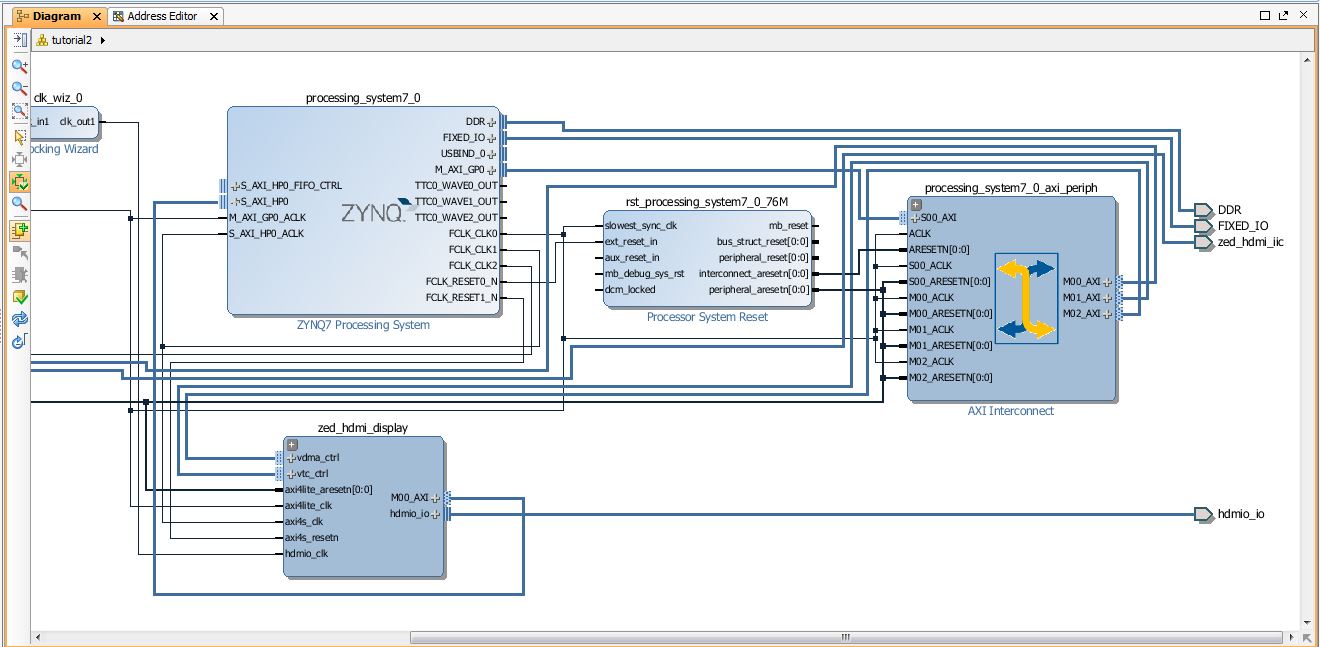 Diagram
Address Editor
tutorial2
clk_wiz_0
_in1 clk_out1
ocking Wizard
processing_system7_0
DDR
FIXED_IO
USBIND_0
M_AXI_GP0
TTC0_WAVE0_OUT
TTC0_WAVE1_OUT
TTC0_WAVE2_OUT
FCLK_CLK0
FCLK_CLK1
FCLK_CLK2
FCLK_RESET0_N
FCLK_RESET1_N
S_AXI_HP0_FIFO_CTRL
S_AXI_HP0
M_AXI_GP0_ACLK
S_AXI_HP0_ACLK
ZYNQ
ZYNQ7 Processing System
rst_processing_system7_0_76M
slowest_sync_clk
ext_reset_in
aux_reset_in
mb_debug_sys_rst
dcm_locked
mb_reset
bus_struct_reset[0:0]
peripheral_reset[0:0]
interconnect_aresetn[0:0]
peripheral_aresetn[0:0]
Processor System Reset
processing_system7_0_axi_periph
S00_AXI
ACLK
ARESETN[0:0]
S00_ACLK
S00_ARESETN[0:0]
M00_ACLK
M00_ARESETN[0:0]
M01_ACLK
M01_ARESETN[0:0]
M02_ACLK
M02_ARESETN[0:0]
M00_AXI
M01_AXI
M02_AXI
AXI Interconnect
DDR
FIXED_IO
zed_hdmi_iic
zed_hdmi_display
vdma_ctrl
vtc_ctrl
axi4lite_aresetn[0:0]
axi4lite_clk
axi4s_clk
axi4s_resetn
hdmio_clk
M00_AXI
hdmio_io
hdmio_io